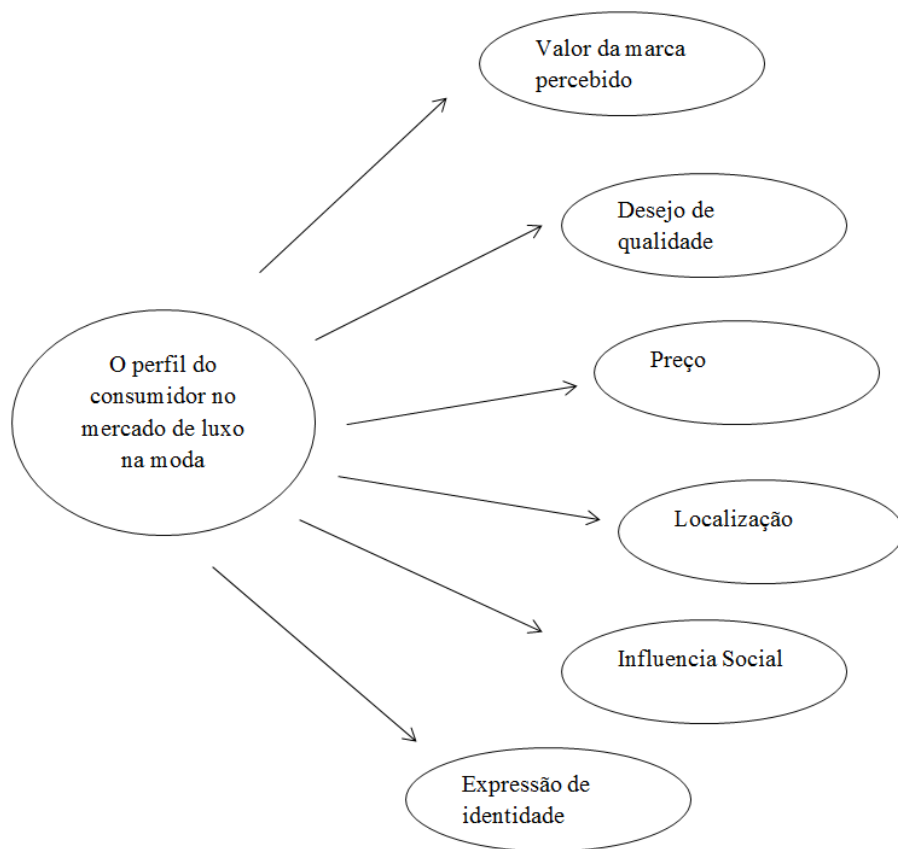 Valor da marca
percebido
Desejo de
qualidade
O perfil do
consumidor no
mercado de luxo
na moda
Preço
Localização
Influencia Social
Expressão de
identidade